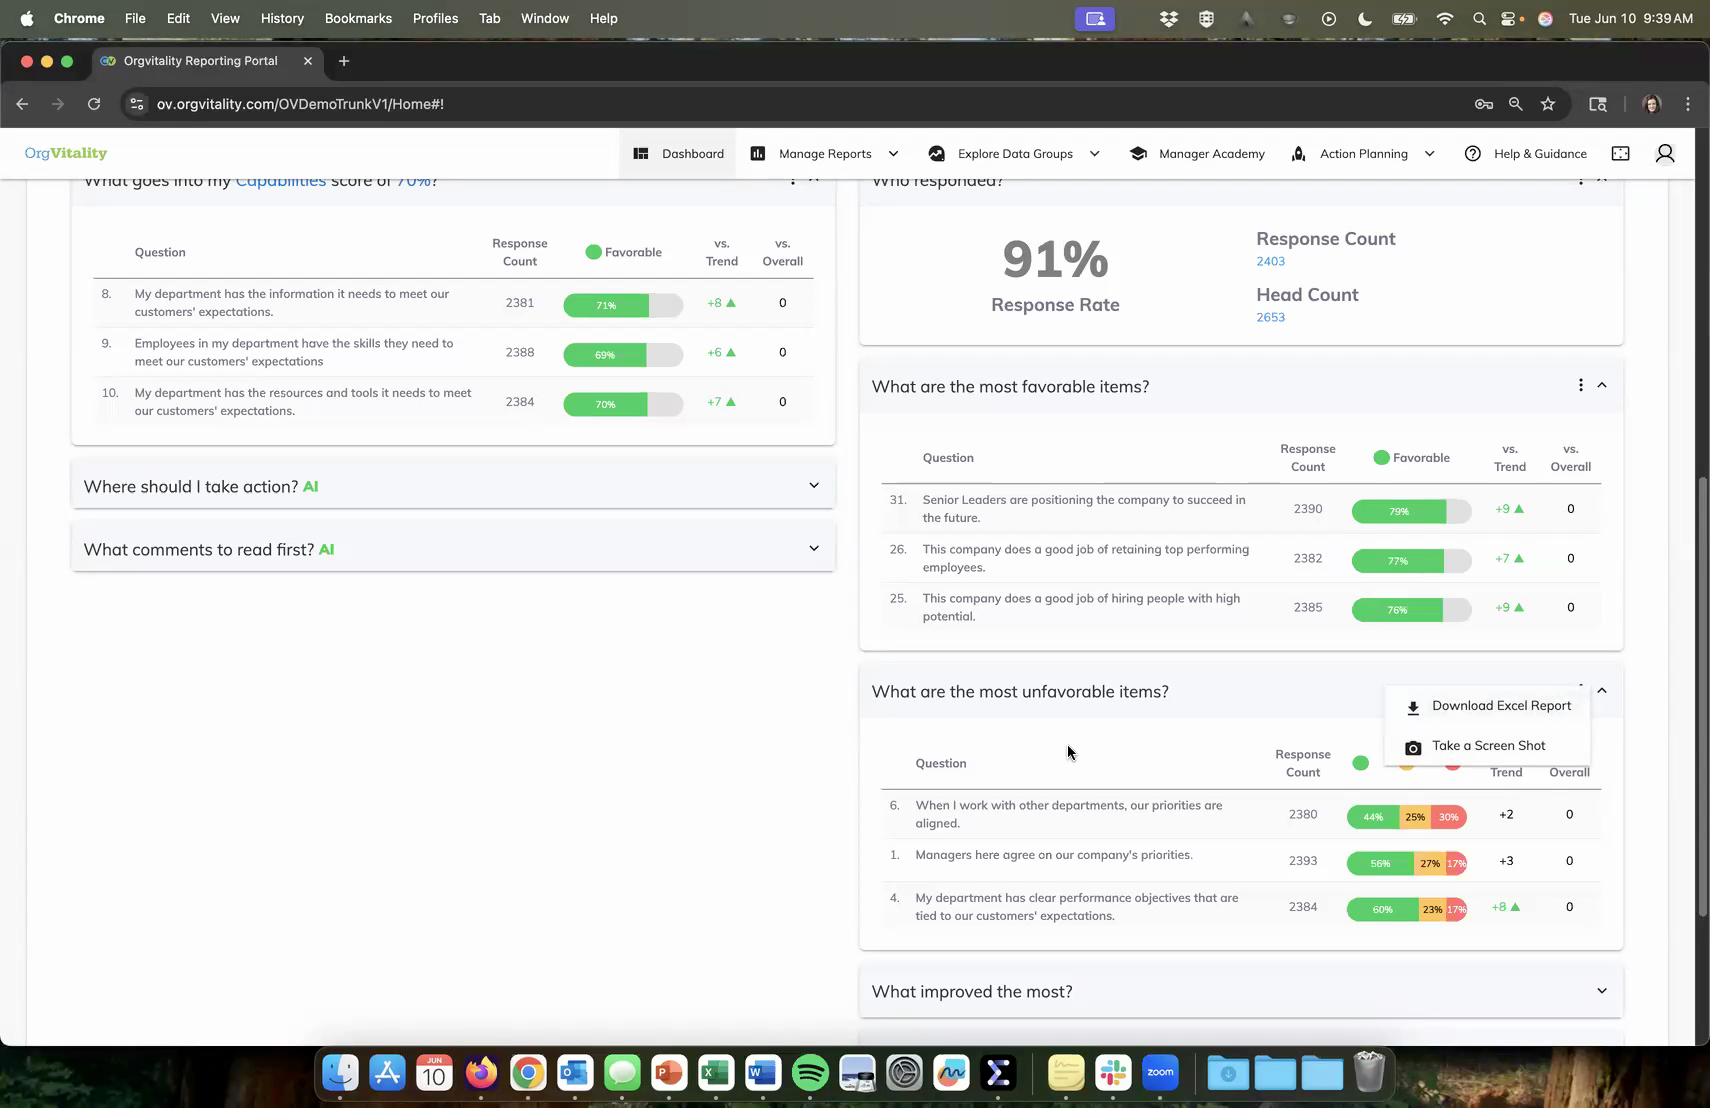 Chrome File Edit View History Bookmarks Profiles Tab Window Help Tue Jun 10 9:39 AM
Orgvitality Reporting Portal
ov.orgvitality.com/OVDemoTrunkV1/Home#!
OrgVitality Dashboard Manage Reports Explore Data Groups Manager Academy Action Planning Help & Guidance
What goes into my Capabilities score of 70%?
Question Response Count Favorable vs. Trend vs. Overall
8. My department has the information it needs to meet our
customers' expectations. 2381 71% +8 0
9. Employees in my department have the skills they need to
meet our customers' expectations 2388 69% +6 0
10. My department has the resources and tools it needs to meet
our customers' expectations. 2384 70% +7 0
Where should I take action? AI
What comments to read first? AI
Who responded?
91%
Response Rate
Response Count
2403
Head Count
2653
What are the most favorable items?
Question Response Count Favorable vs. Trend vs. Overall
31. Senior Leaders are positioning the company to succeed in
the future. 2390 79% +9 0
26. This company does a good job of retaining top performing
employees. 2382 77% +7 0
25. This company does a good job of hiring people with high
potential. 2385 76% +9 0
What are the most unfavorable items?
Download Excel Report
Take a Screen Shot
Question Response Count Trend Overall
6. When I work with other departments, our priorities are
aligned. 2380 44% 25% 30% +2 0
1. Managers here agree on our company's priorities. 2393 56% 27% 17% +3 0
4. My department has clear performance objectives that are
tied to our customers' expectations. 2384 60% 23% 17% +8 0
What improved the most?
JUN
10
zoom